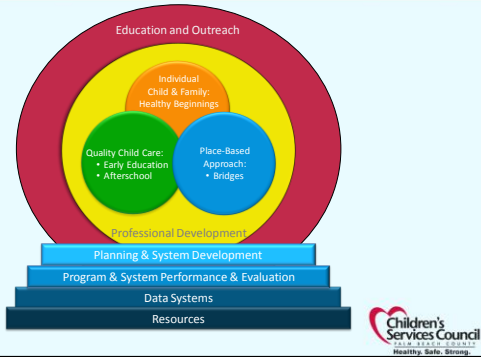 Education and Outreach
Individual
Child & Family:
Healthy Beginnings
Quality Child Care:
• Early Education
• Afterschool
Place-Based
Approach:
• Bridges
Professional Development
Planning & System Development
Program & System Performance & Evaluation
Data Systems
Resources
Children's
Services Council
PALM BEACH COUNTY
Healthy. Safe. Strong.